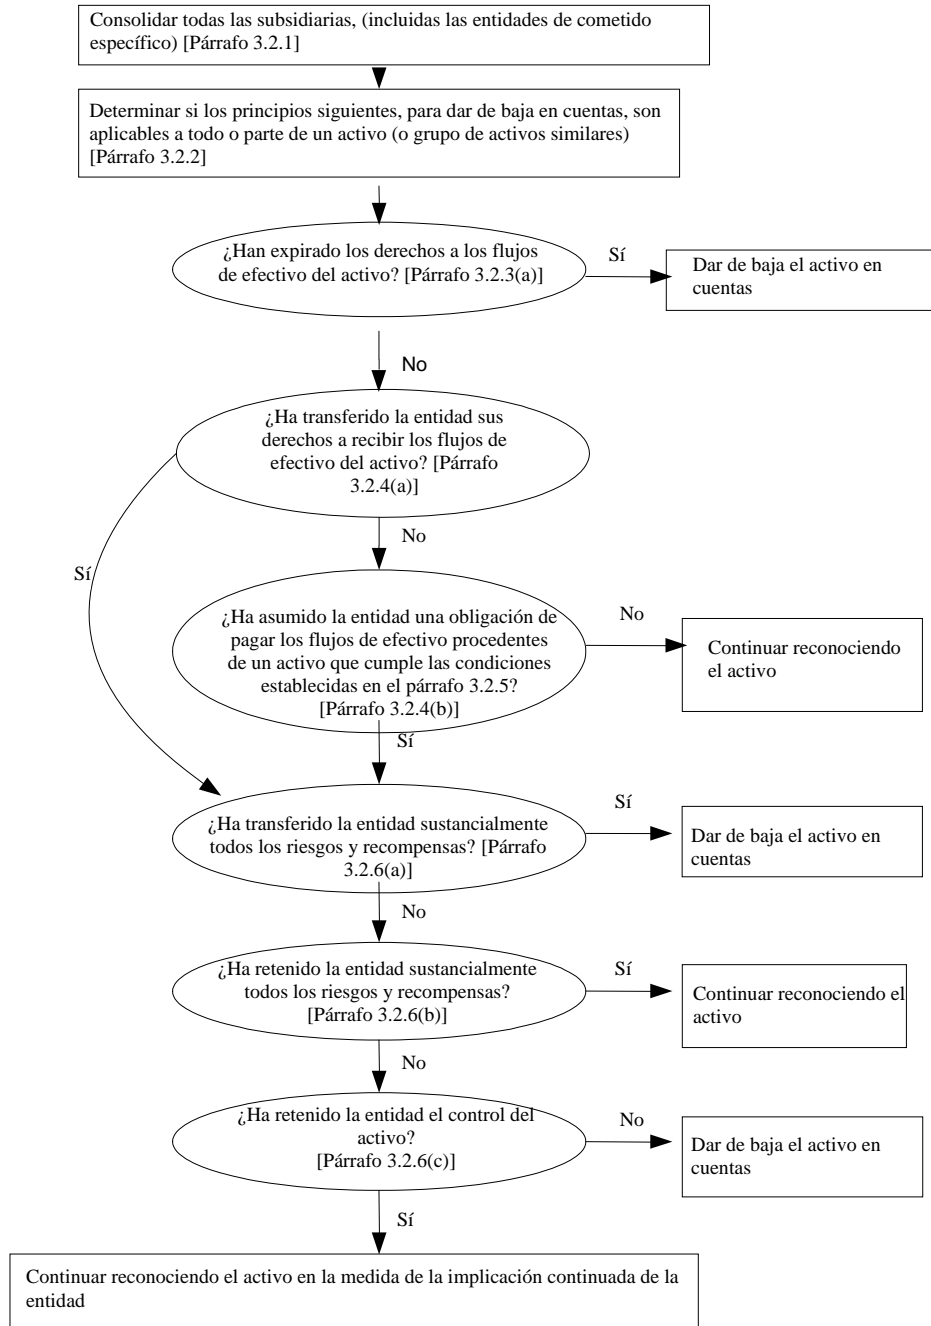 Consolidar todas las subsidiarias, (incluidas las entidades de cometido
específico) [Párrafo 3.2.1]
Determinar si los principios siguientes, para dar de baja en cuentas, son
aplicables a todo o parte de un activo (o grupo de activos similares)
[Párrafo 3.2.2]
¿Han expirado los derechos a los flujos
de efectivo del activo? [Párrafo 3.2.3(a)]
Sí
Dar de baja el activo en
cuentas
No
¿Ha transferido la entidad sus
derechos a recibir los flujos de
efectivo del activo? [Párrafo
3.2.4(a)]
No
Sí
¿Ha asumido la entidad una obligación de
pagar los flujos de efectivo procedentes
de un activo que cumple las condiciones
establecidas en el párrafo 3.2.5?
[Párrafo 3.2.4(b)]
No
Continuar reconociendo
el activo
Sí
¿Ha transferido la entidad sustancialmente
todos los riesgos y recompensas? [Párrafo
3.2.6(a)]
Sí
Dar de baja el activo en
cuentas
No
¿Ha retenido la entidad sustancialmente
todos los riesgos y recompensas?
[Párrafo 3.2.6(b)]
Sí
Continuar reconociendo el
activo
No
¿Ha retenido la entidad el control del
activo?
[Párrafo 3.2.6(c)]
No
Dar de baja el activo en
cuentas
Sí
Continuar reconociendo el activo en la medida de la implicación continuada de la
entidad